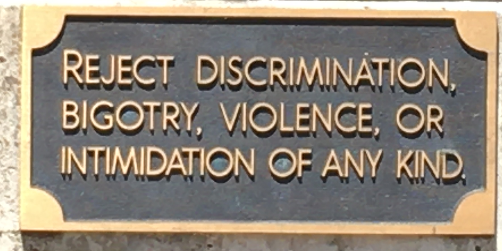 REJECT DISCRIMINATION,
BIGOTRY, VIOLENCE, OR
INTIMIDATION OF ANY KIND.